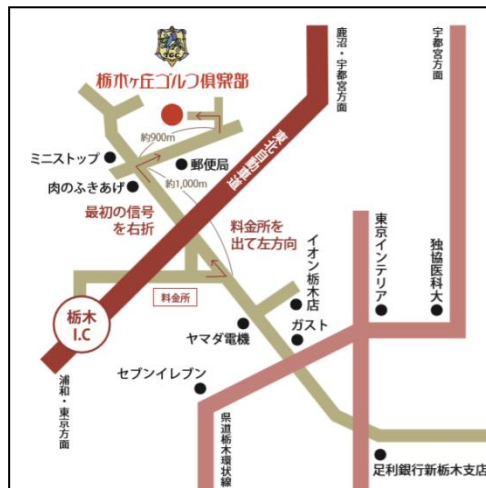 栃木ヶ丘ゴルフ倶楽部
鹿沼・宇都宮方面
宇都宮方面
約900m
東北自動車道
ミニストップ
郵便局
肉のふきあげ
約1,000m
最初の信号
を右折
料金所を
出て左方向
料金所
栃木
I.C
イオン栃木店
東京インテリア
独協医科大
ヤマダ電機
ガスト
セブンイレブン
浦和・東京方面
県道栃木環状線
足利銀行新栃木支店